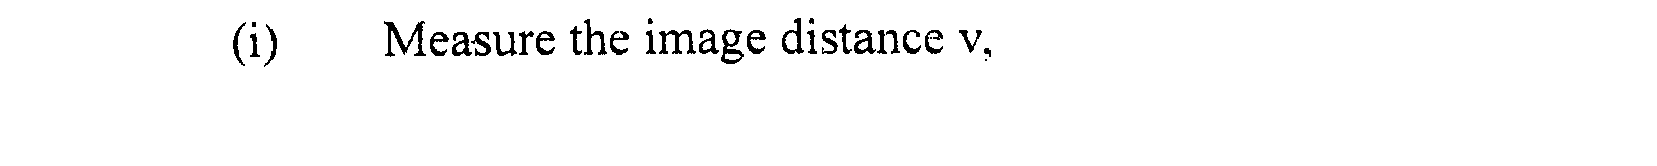 (i) Measure the image distance v,